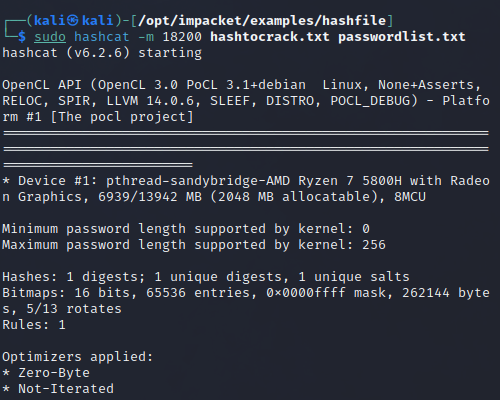 ┌──(kali㉿kali)-[/opt/impacket/examples/hashfile]
└─$ sudo hashcat -m 18200 hashtocrack.txt passwordlist.txt
hashcat (v6.2.6) starting

OpenCL API (OpenCL 3.0 PoCL 3.1+debian  Linux, None+Asserts,
RELOC, SPIR, LLVM 14.0.6, SLEEF, DISTRO, POCL_DEBUG) - Platfo
rm #1 [The pocl project]
=============================================================
=============================================================
========================
* Device #1: pthread-sandybridge-AMD Ryzen 7 5800H with Radeo
n Graphics, 6939/13942 MB (2048 MB allocatable), 8MCU

Minimum password length supported by kernel: 0
Maximum password length supported by kernel: 256

Hashes: 1 digests; 1 unique digests, 1 unique salts
Bitmaps: 16 bits, 65536 entries, 0x0000ffff mask, 262144 byte
s, 5/13 rotates
Rules: 1

Optimizers applied:
* Zero-Byte
* Not-Iterated